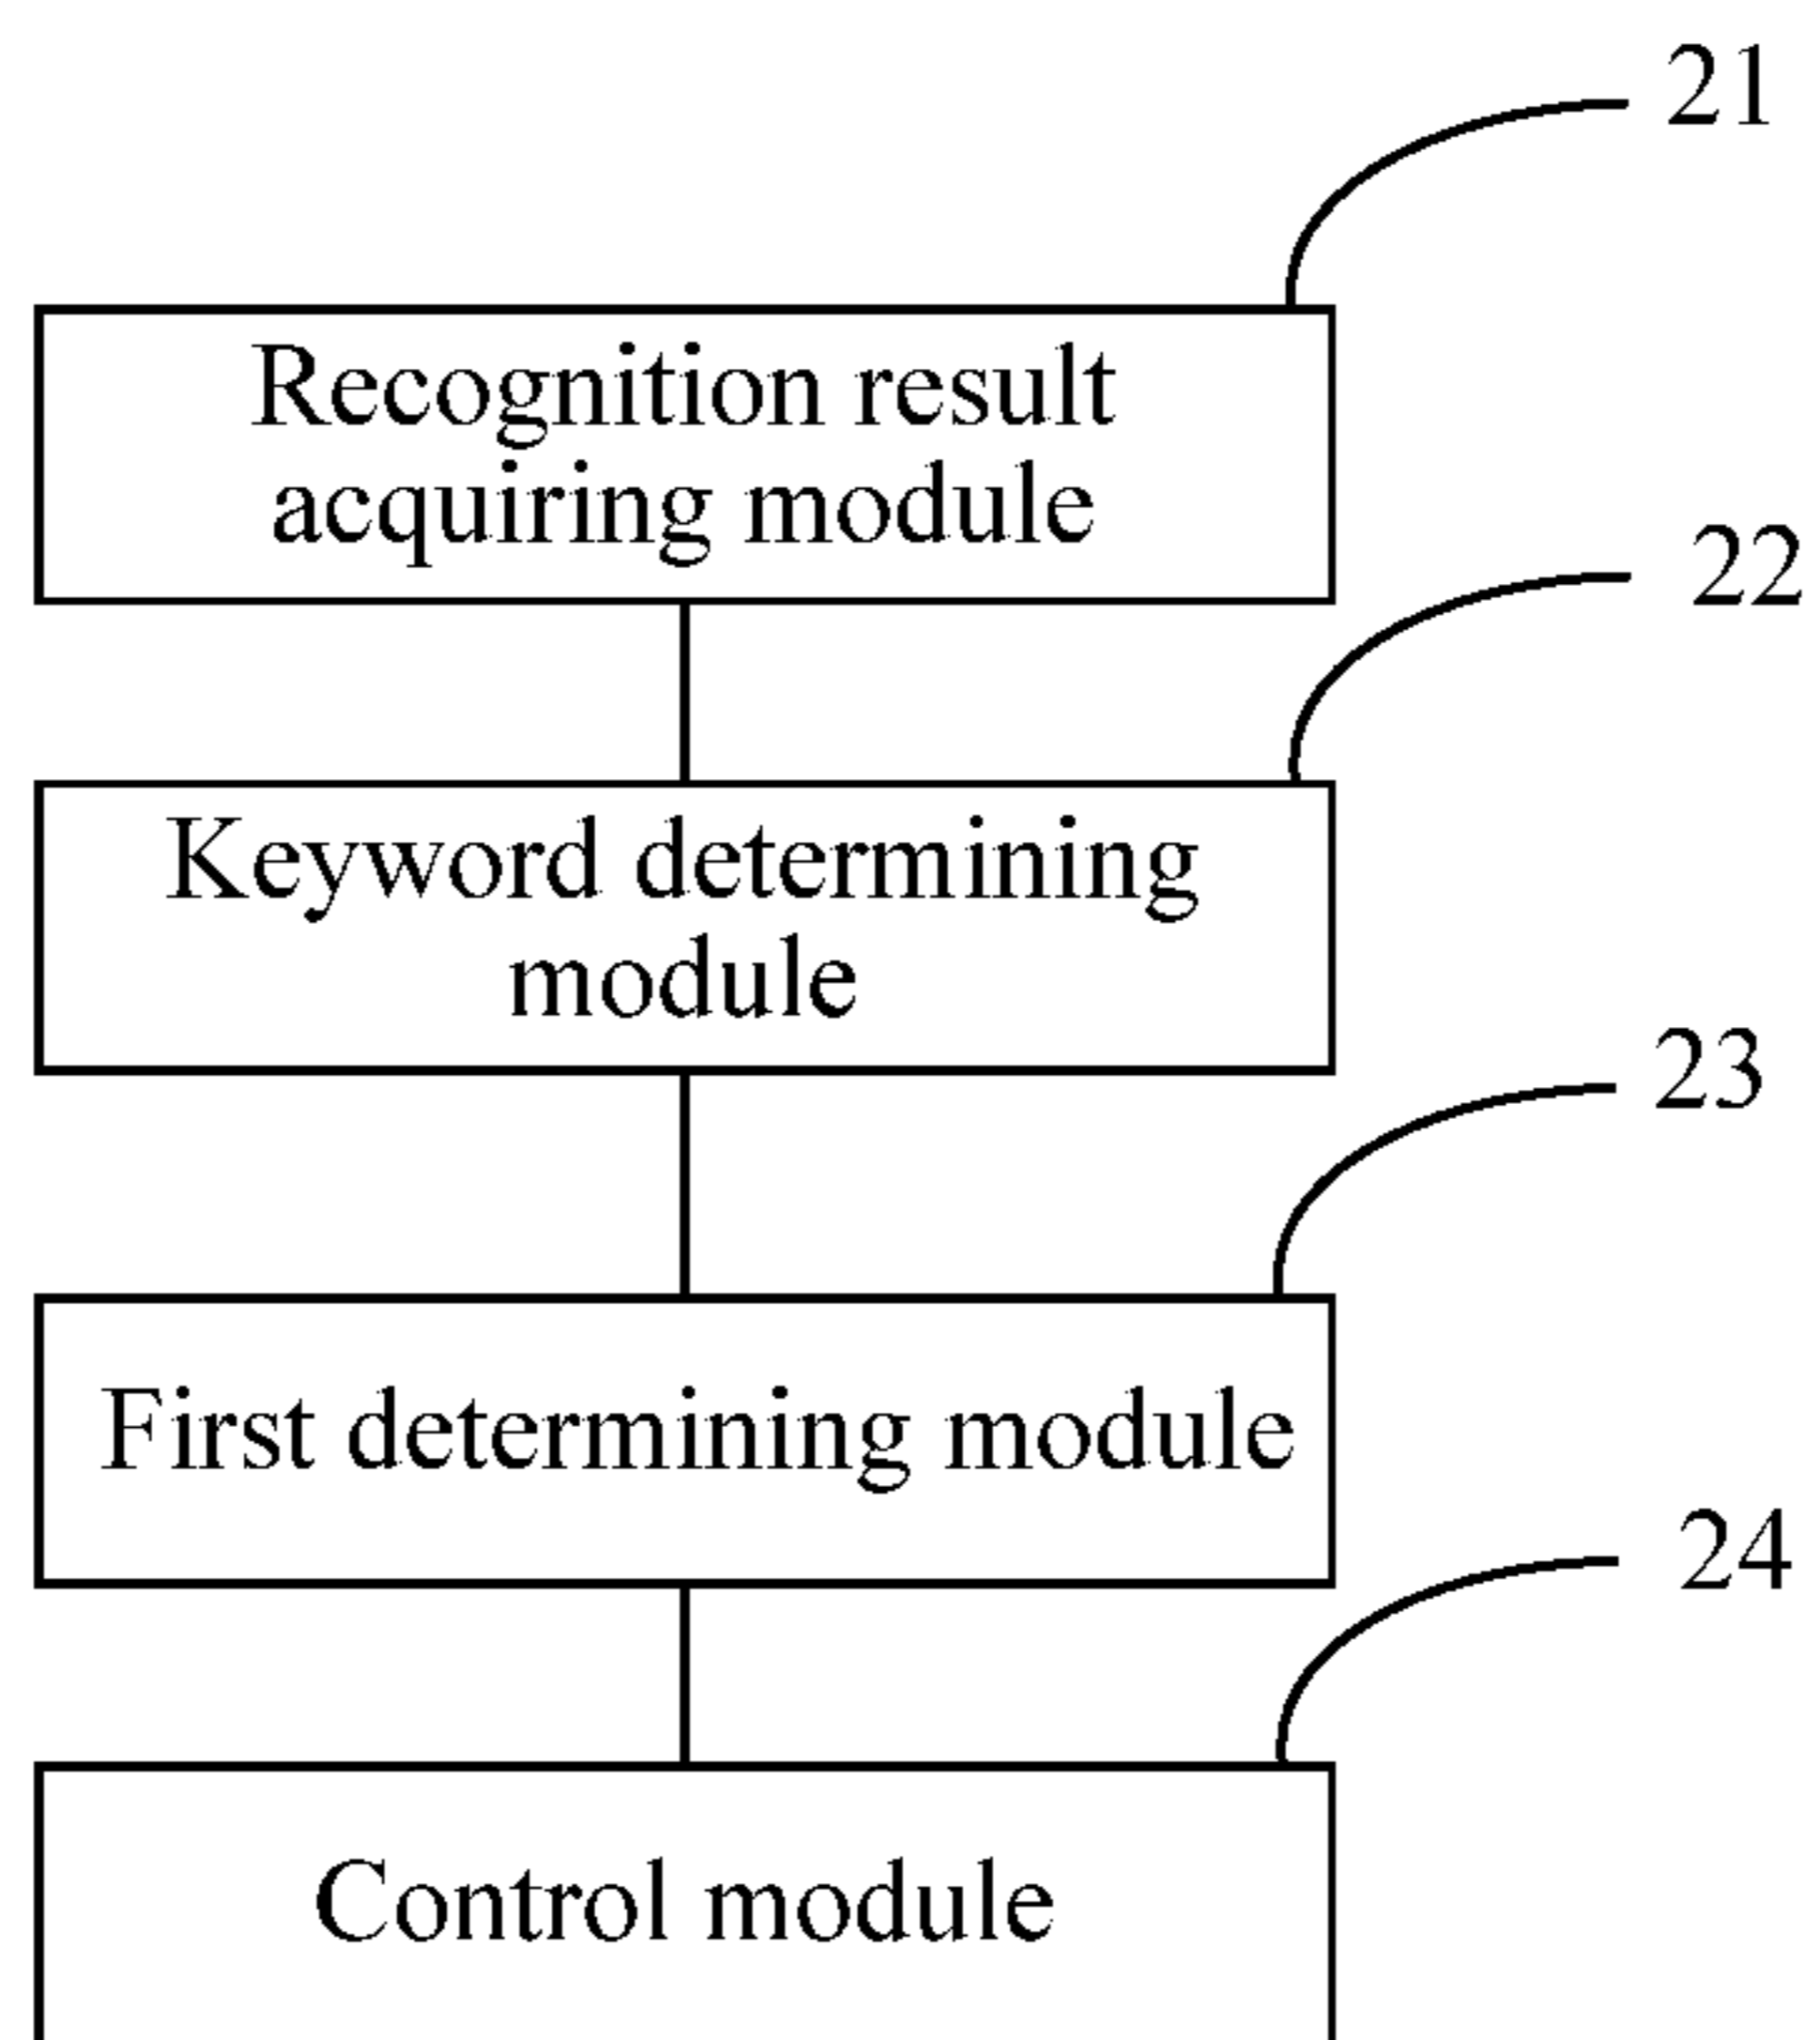 21
Recognition result
acquiring module
22
Keyword determining
module
23
First determining module
24
Control module